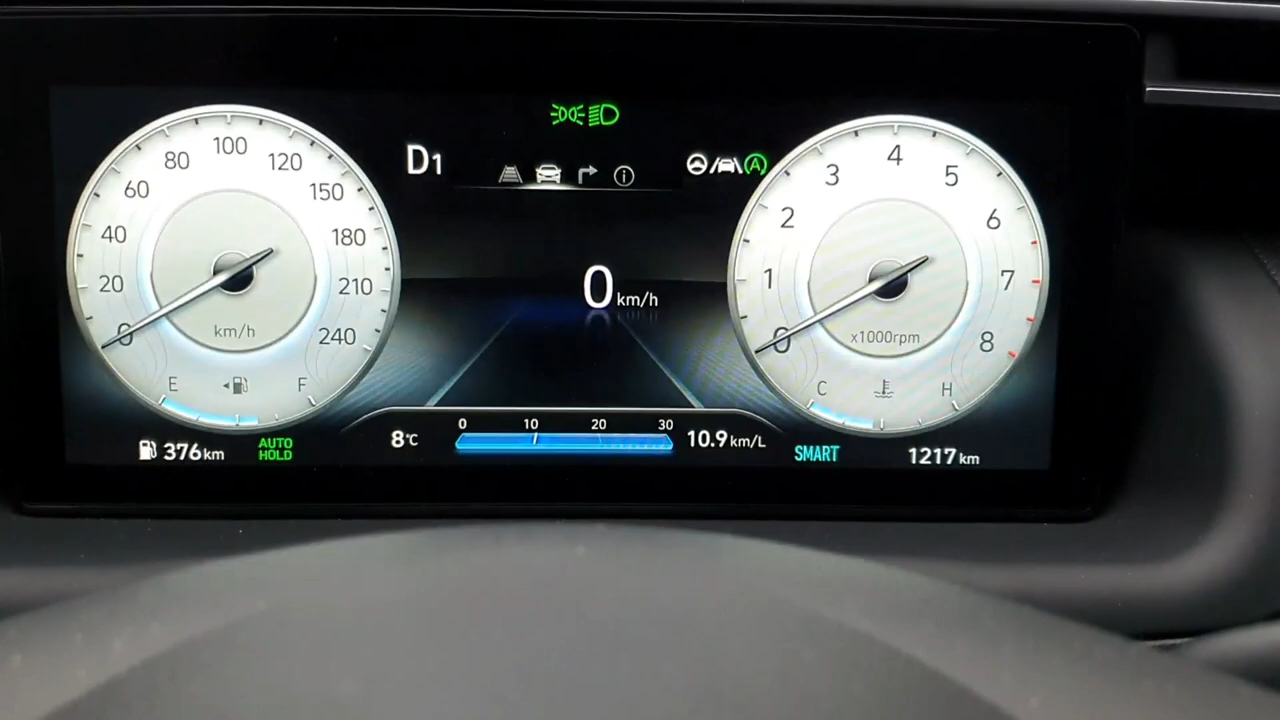 D1
A
0 km/h
0 20 40 60 80 100 120 150 180 210 240
km/h
E F
0 1 2 3 4 5 6 7 8
x1000rpm
C H
376 km
AUTO
HOLD
8℃
0 10 20 30
10.9 km/L
SMART
1217 km